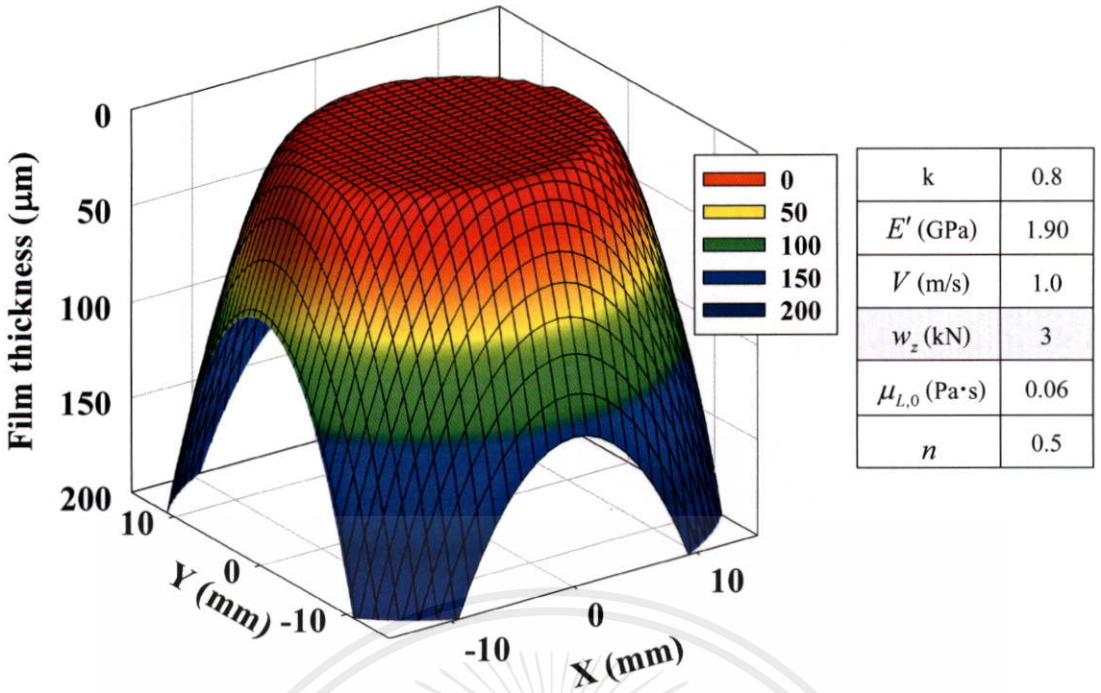 0
50
100
150
200
Film thickness (μm)
10
0
-10
Y (mm)
-10
0
10
X (mm)
0
50
100
150
200
k 0.8
E′ (GPa) 1.90
V (m/s) 1.0
w_z (kN) 3
μ_L,0 (Pa·s) 0.06
n 0.5